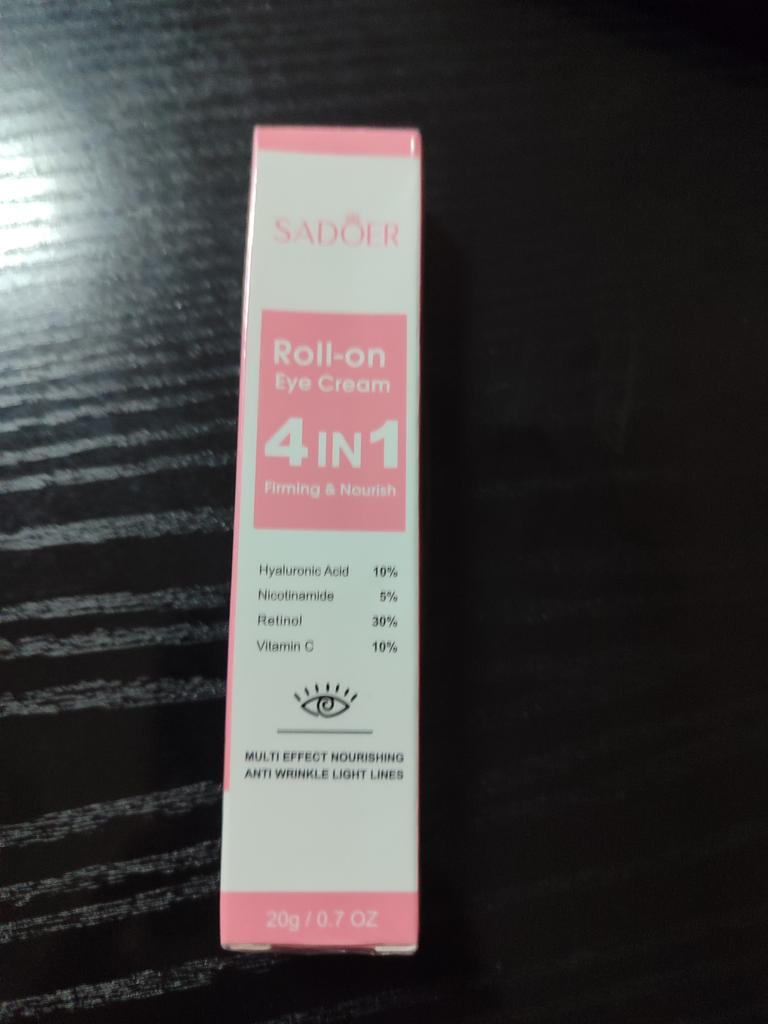 SADOER
Roll-on
Eye Cream
4 IN 1
Firming & Nourish
Hyaluronic Acid 10%
Nicotinamide 5%
Retinol 30%
Vitamin C 10%
MULTI EFFECT NOURISHING
ANTI WRINKLE LIGHT LINES
20g / 0.7 OZ